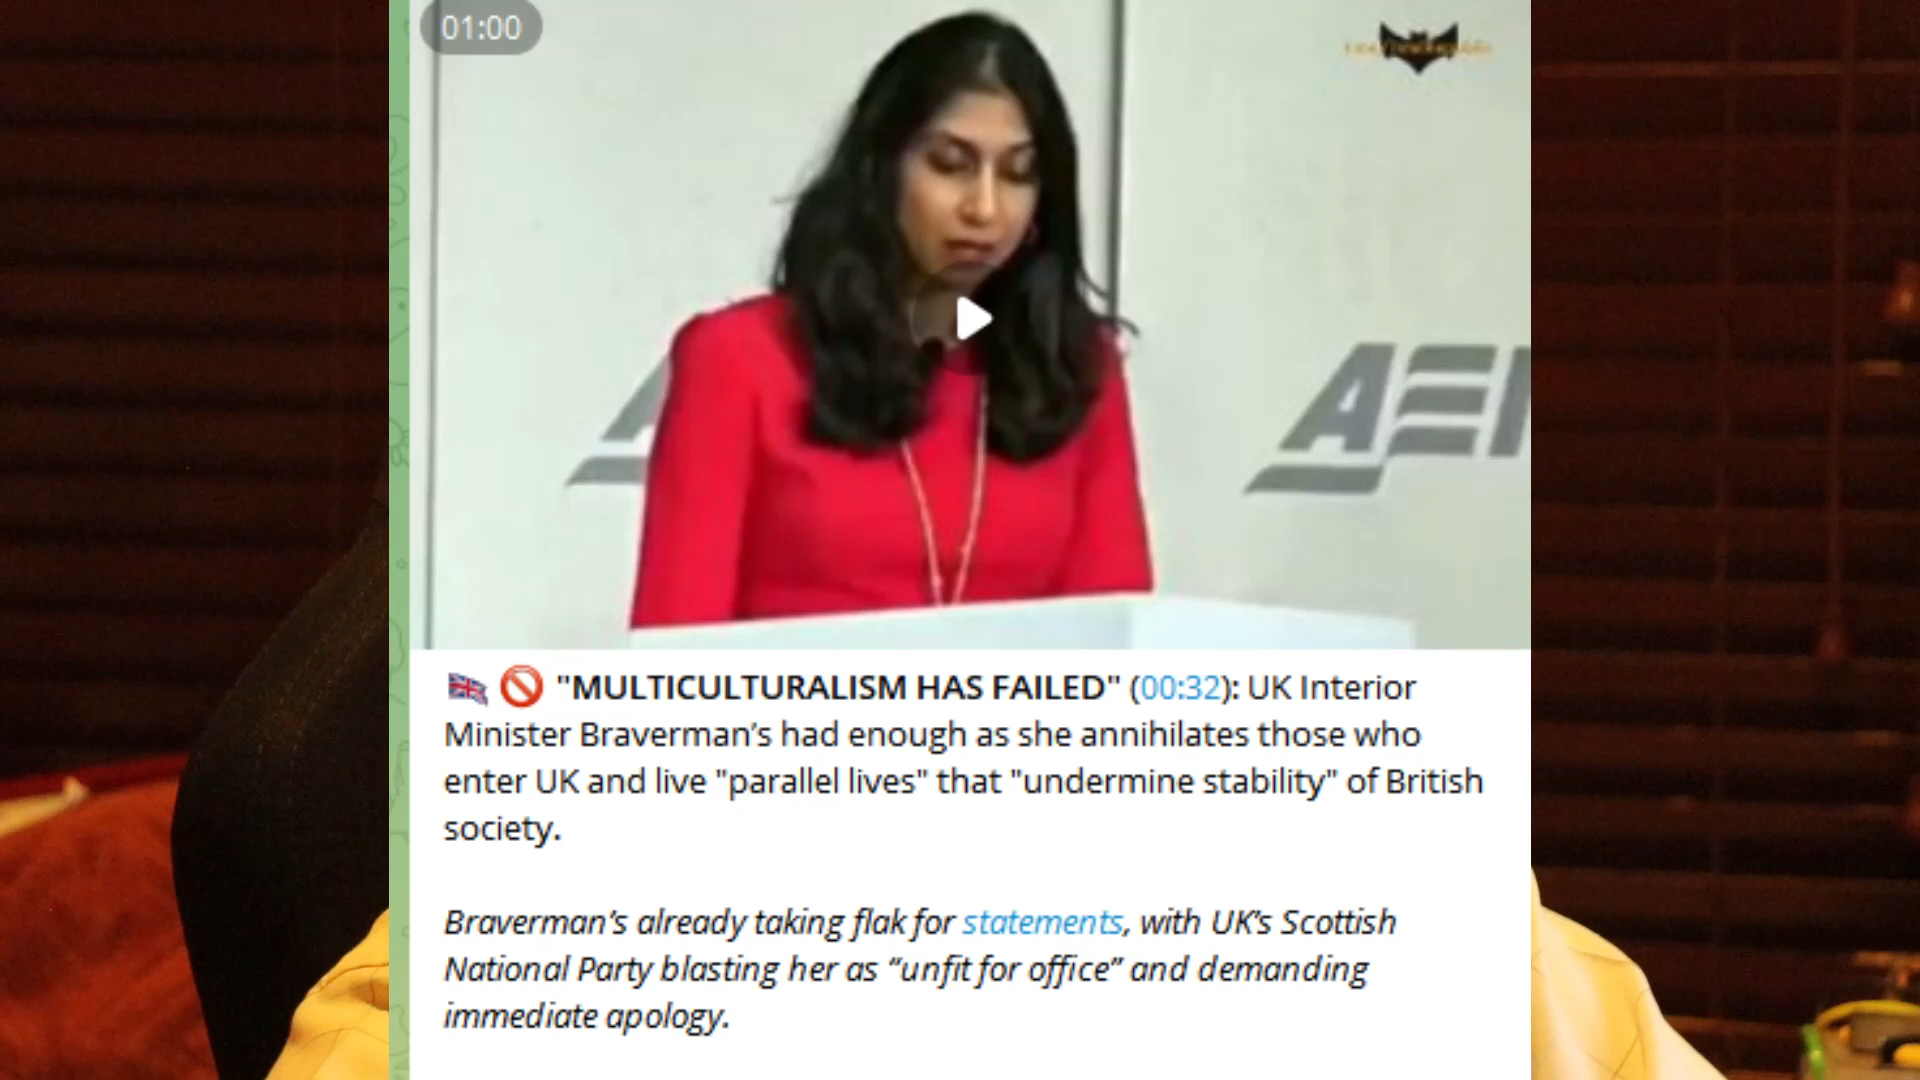 01:00
AEI
"MULTICULTURALISM HAS FAILED" (00:32): UK Interior
Minister Braverman’s had enough as she annihilates those who
enter UK and live "parallel lives" that "undermine stability" of British
society.
Braverman’s already taking flak for statements, with UK’s Scottish
National Party blasting her as “unfit for office” and demanding
immediate apology.